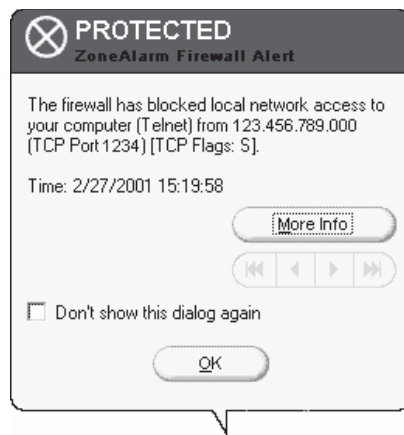 PROTECTED
ZoneAlarm Firewall Alert
The firewall has blocked local network access to
your computer (Telnet) from 123.456.789.000
(TCP Port 1234) [TCP Flags: S].
Time: 2/27/2001 15:19:58
More Info
Don't show this dialog again
OK